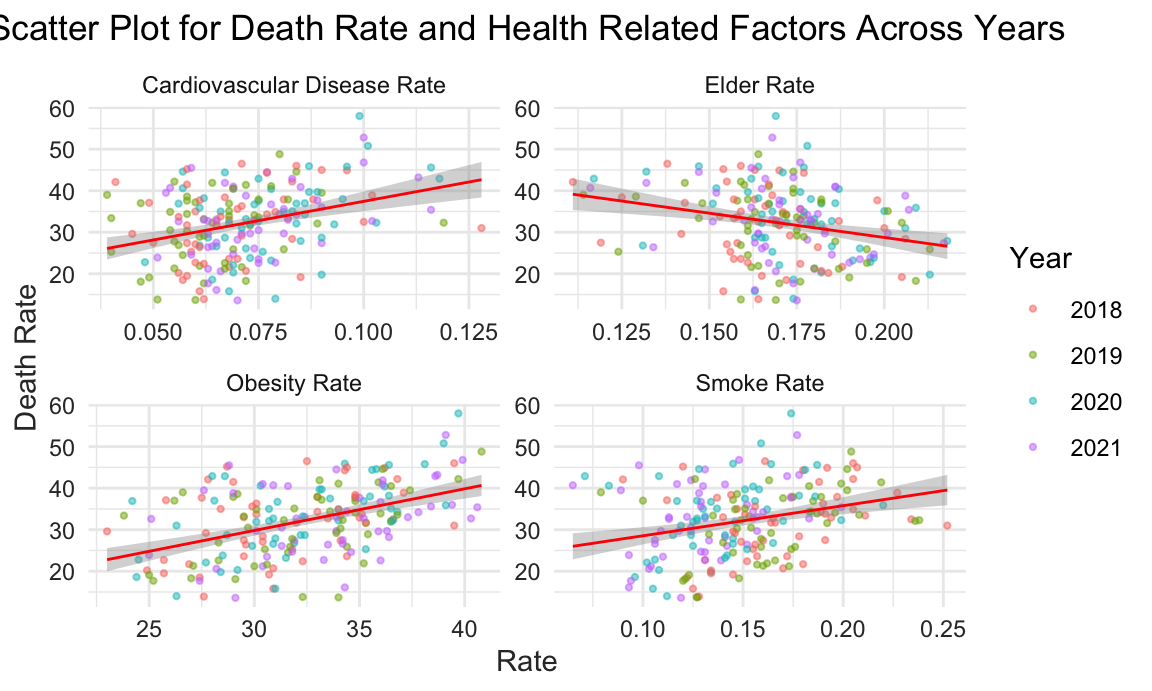 Scatter Plot for Death Rate and Health Related Factors Across Years
Cardiovascular Disease Rate
Elder Rate
60
50
40
30
20
60
50
40
30
20
0.050 0.075 0.100 0.125
0.125 0.150 0.175 0.200
Death Rate
Obesity Rate
Smoke Rate
60
50
40
30
20
60
50
40
30
20
25 30 35 40
0.10 0.15 0.20 0.25
Rate
Year
2018
2019
2020
2021